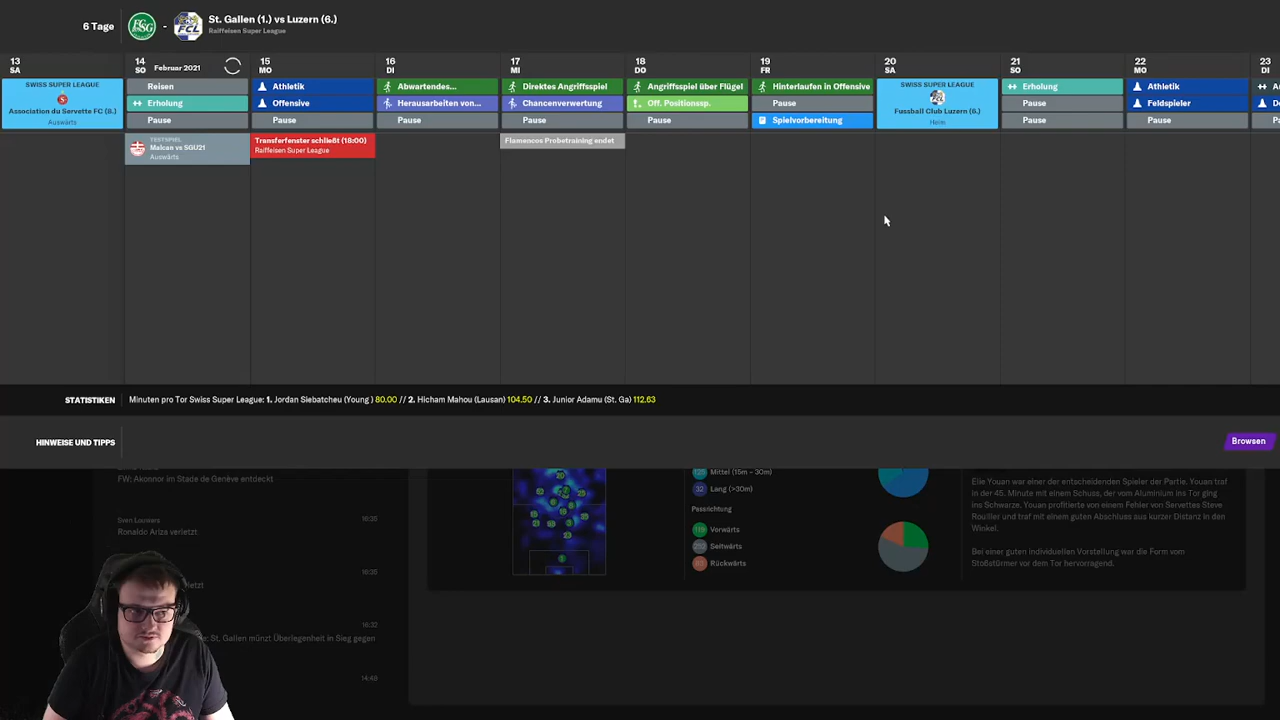 6 Tage
St. Gallen (1.) vs Luzern (6.)
Raiffeisen Super League
13 SA
14 SO Februar 2021
15 MO
16 DI
17 MI
18 DO
19 FR
20 SA
21 SO
22 MO
23 DI
SWISS SUPER LEAGUE
Association du Servette FC (8.)
Auswärts
Reisen
Erholung
Pause
TESTSPIEL
Malcan vs SGU21
Auswärts
Athletik
Offensive
Pause
Transferfenster schließt (18:00)
Raiffeisen Super League
Abwartendes...
Herausarbeiten von...
Pause
Direktes Angriffsspiel
Chancenverwertung
Pause
Flamencos Probetraining endet
Angriffsspiel über Flügel
Off. Positionssp.
Pause
Hinterlaufen in Offensive
Pause
Spielvorbereitung
SWISS SUPER LEAGUE
Fussball Club Luzern (6.)
Heim
Erholung
Pause
Pause
Athletik
Feldspieler
Pause
STATISTIKEN
Minuten pro Tor Swiss Super League: 1. Jordan Siebatcheu (Young ) 80.00 // 2. Hicham Mahou (Lausan) 104.50 // 3. Junior Adamu (St. Ga) 112.63
HINWEISE UND TIPPS
Browsen
FW: Akonnor im Stade de Genève entdeckt
16:35
Ronaldo Ariza verletzt
16:35
16:32
St. Gallen münzt Überlegenheit in Sieg gegen
14:48
Mittel (15m - 30m)
32 Lang (>30m)
Passrichtung
Vorwärts
Seitwärts
Rückwärts
Elie Youan war einer der entscheidenden Spieler der Partie. Youan traf
in der 45. Minute mit einem Schuss, der vom Aluminium ins Tor ging
ins Schwarze. Youan profitierte von einem Fehler von Servettes Steve
Rouiller und traf mit einem guten Abschluss aus kurzer Distanz in den
Winkel.
Bei einer guten individuellen Vorstellung war die Form vom
Stoßstürmer vor dem Tor hervorragend.